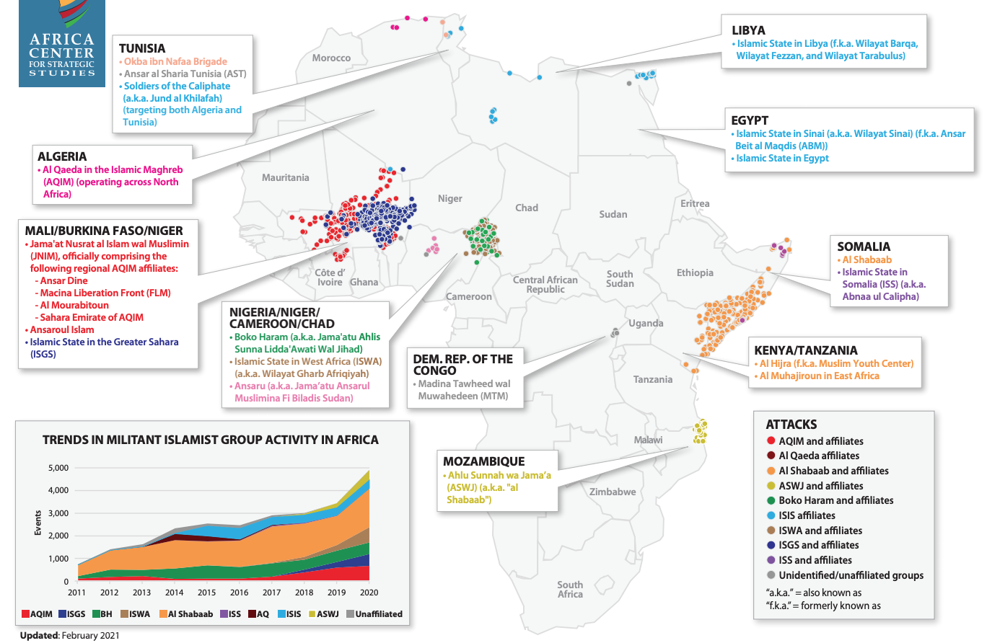 AFRICA
CENTER
FOR STRATEGIC
STUDIES
TUNISIA
• Okba ibn Nafaa Brigade
• Ansar al Sharia Tunisia (AST)
• Soldiers of the Caliphate
(a.k.a. Jund al Khilafah)
(targeting both Algeria and
Tunisia)
ALGERIA
• Al Qaeda in the Islamic Maghreb
(AQIM) (operating across North
Africa)
MALI/BURKINA FASO/NIGER
• Jama'at Nusrat al Islam wal Muslimin
(JNIM), officially comprising the
following regional AQIM affiliates:
- Ansar Dine
- Macina Liberation Front (FLM)
- Al Mourabitoun
- Sahara Emirate of AQIM
• Ansaroul Islam
• Islamic State in the Greater Sahara
(ISGS)
NIGERIA/NIGER/
CAMEROON/CHAD
• Boko Haram (a.k.a. Jama'atu Ahlis
Sunna Lidda'Awati Wal Jihad)
• Islamic State in West Africa (ISWA)
(a.k.a. Wilayat Gharb Afriqiyah)
• Ansaru (a.k.a. Jama’atu Ansarul
Muslimina Fi Biladis Sudan)
DEM. REP. OF THE
CONGO
• Madina Tawheed wal
Muwahedeen (MTM)
MOZAMBIQUE
• Ahlu Sunnah wa Jama’a
(ASWJ) (a.k.a. "al
Shabaab")
LIBYA
• Islamic State in Libya (f.k.a. Wilayat Barqa,
Wilayat Fezzan, and Wilayat Tarabulus)
EGYPT
• Islamic State in Sinai (a.k.a. Wilayat Sinai) (f.k.a. Ansar
Beit al Maqdis (ABM))
• Islamic State in Egypt
SOMALIA
• Al Shabaab
• Islamic State in
Somalia (ISS) (a.k.a.
Abnaa ul Calipha)
KENYA/TANZANIA
• Al Hijra (f.k.a. Muslim Youth Center)
• Al Muhajiroun in East Africa
Morocco
Mauritania
Niger
Chad
Sudan
Eritrea
Côte d’
Ivoire
Ghana
Cameroon
Central African
Republic
South
Sudan
Ethiopia
Uganda
Tanzania
Malawi
Zimbabwe
South
Africa
ATTACKS
AQIM and affiliates
Al Qaeda affiliates
Al Shabaab and affiliates
ASWJ and affiliates
Boko Haram and affiliates
ISIS affiliates
ISWA and affiliates
ISGS and affiliates
ISS and affiliates
Unidentified/unaffiliated groups
“a.k.a.” = also known as
“f.k.a.” = formerly known as
TRENDS IN MILITANT ISLAMIST GROUP ACTIVITY IN AFRICA
Events
5,000
4,000
3,000
2,000
1,000
0
2011 2012 2013 2014 2015 2016 2017 2018 2019 2020
AQIM ISGS BH ISWA Al Shabaab ISS AQ ISIS ASWJ Unaffiliated
Updated: February 2021